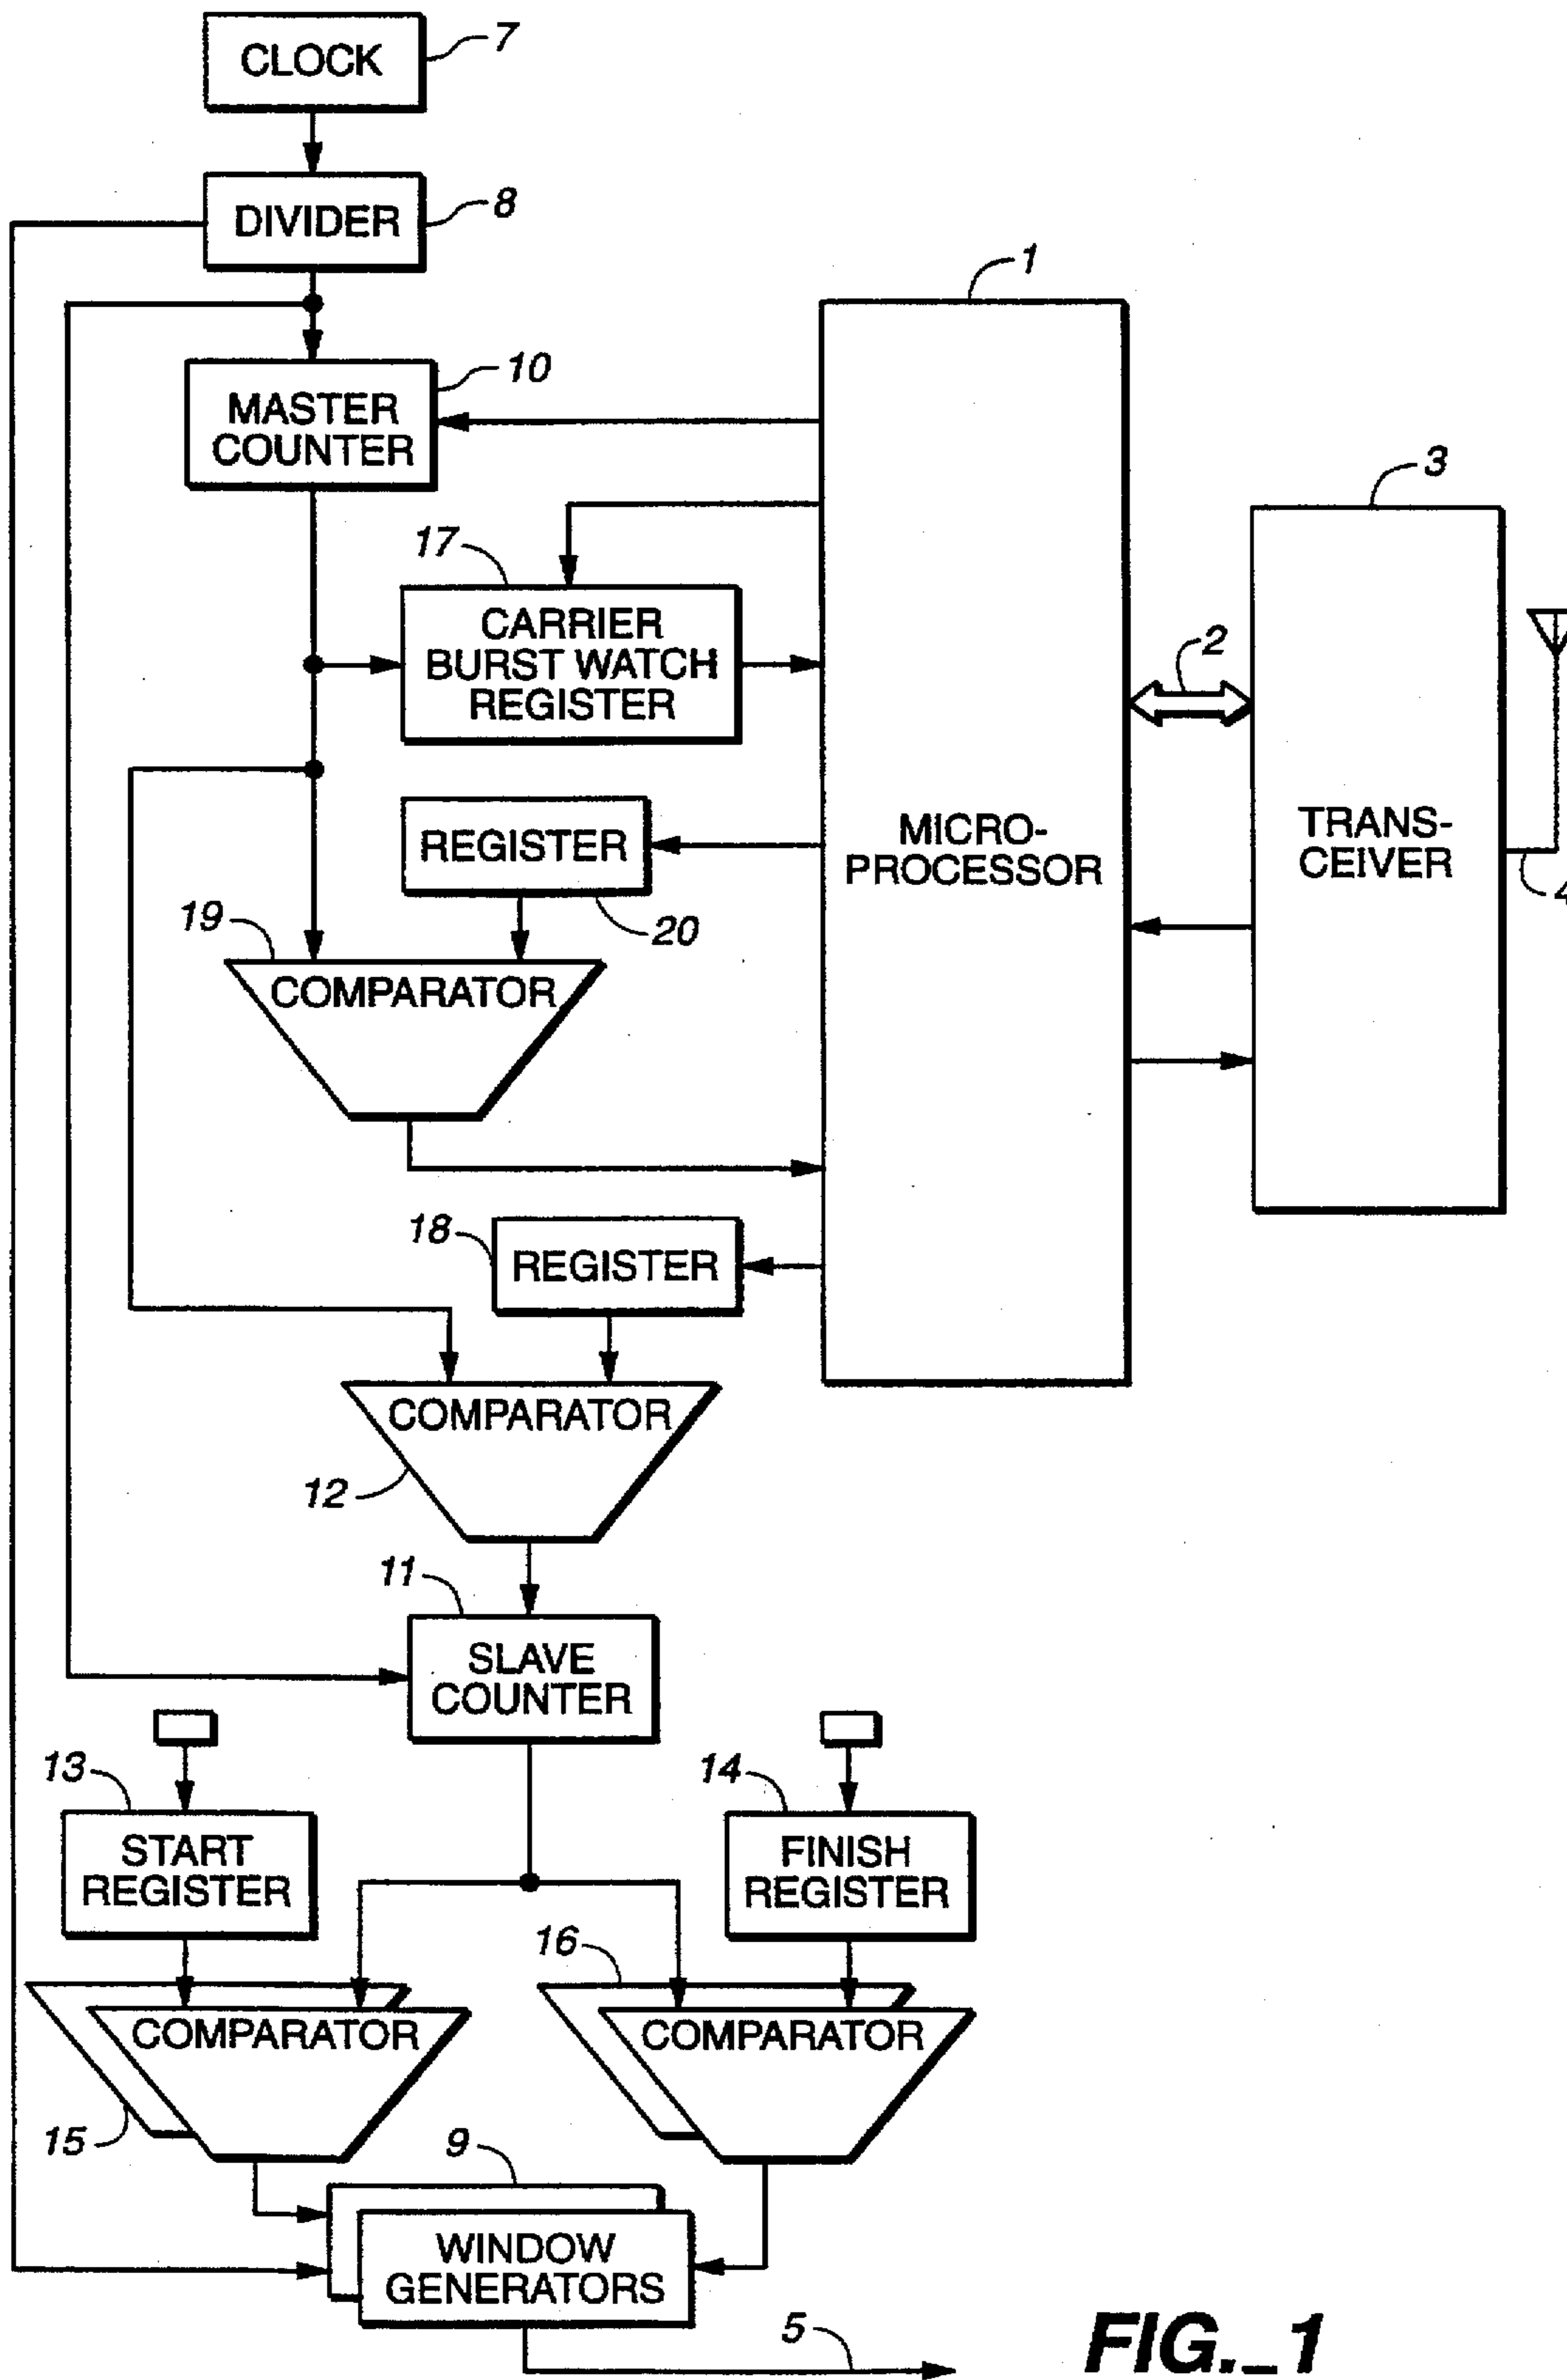 CLOCK
7
DIVIDER
8
1
MASTER
COUNTER
10
3
17
CARRIER
BURST WATCH
REGISTER
2
MICRO-
PROCESSOR
TRANS-
CEIVER
4
REGISTER
20
19
COMPARATOR
18
REGISTER
COMPARATOR
12
11
SLAVE
COUNTER
13
START
REGISTER
14
FINISH
REGISTER
16
COMPARATOR
COMPARATOR
15
9
WINDOW
GENERATORS
5
FIG._1